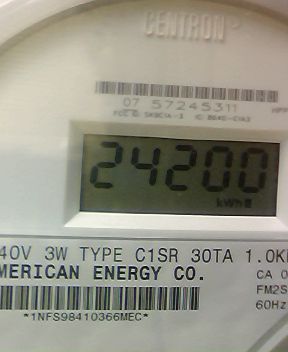 CENTRON®
07 57245311
24200
kWh
40V 3W TYPE C1SR 30TA 1.0K
MERICAN ENERGY CO.
CA 0
FM2S
60Hz
*1NFS98410366MEC*